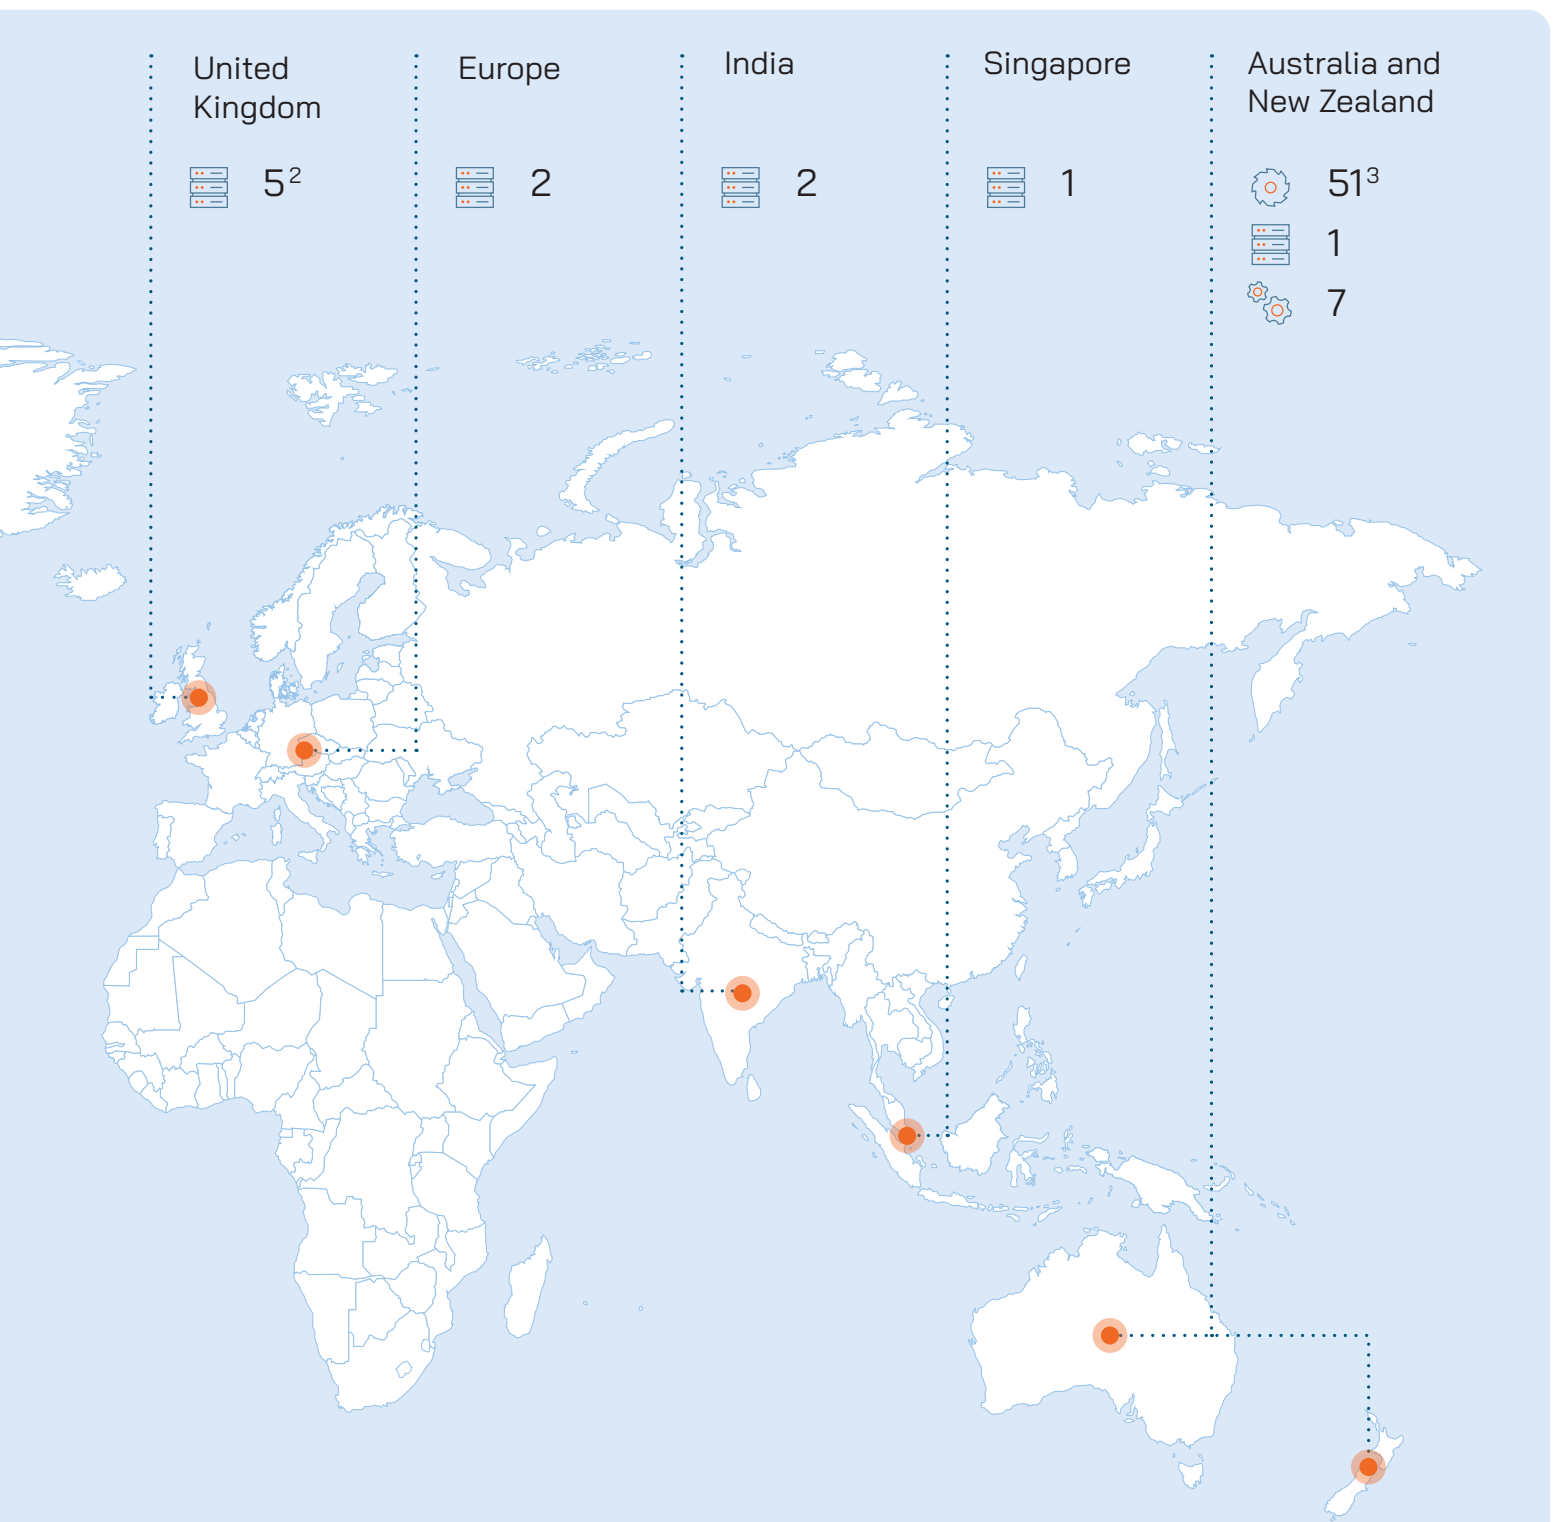 United
Kingdom
5²
Europe
2
India
2
Singapore
1
Australia and
New Zealand
51³
1
7